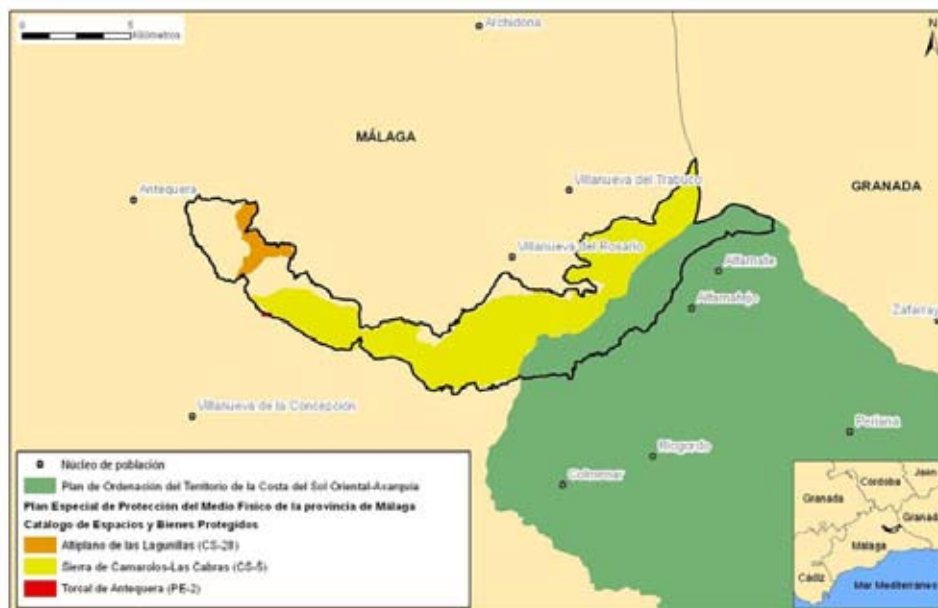 0 5
Kilómetros
Archidona
N
MÁLAGA
Antequera
Villanueva del Trabuco
GRANADA
Villanueva del Rosario
Alfarnate
Alfarnatejo
Zafarray
Villanueva de la Concepción
Periana
Riogordo
Colmenar
Núcleo de población
Plan de Ordenación del Territorio de la Costa del Sol Oriental-Axarquía
Plan Especial de Protección del Medio Físico de la provincia de Málaga
Catálogo de Espacios y Bienes Protegidos
Altiplano de las Lagunillas (CS-28)
Sierra de Camarolos-Las Cabras (CS-5)
Torcal de Antequera (PE-2)
Jaén
Córdoba
Granada
Granad
Málaga
Cádiz
Mar Mediterráneo